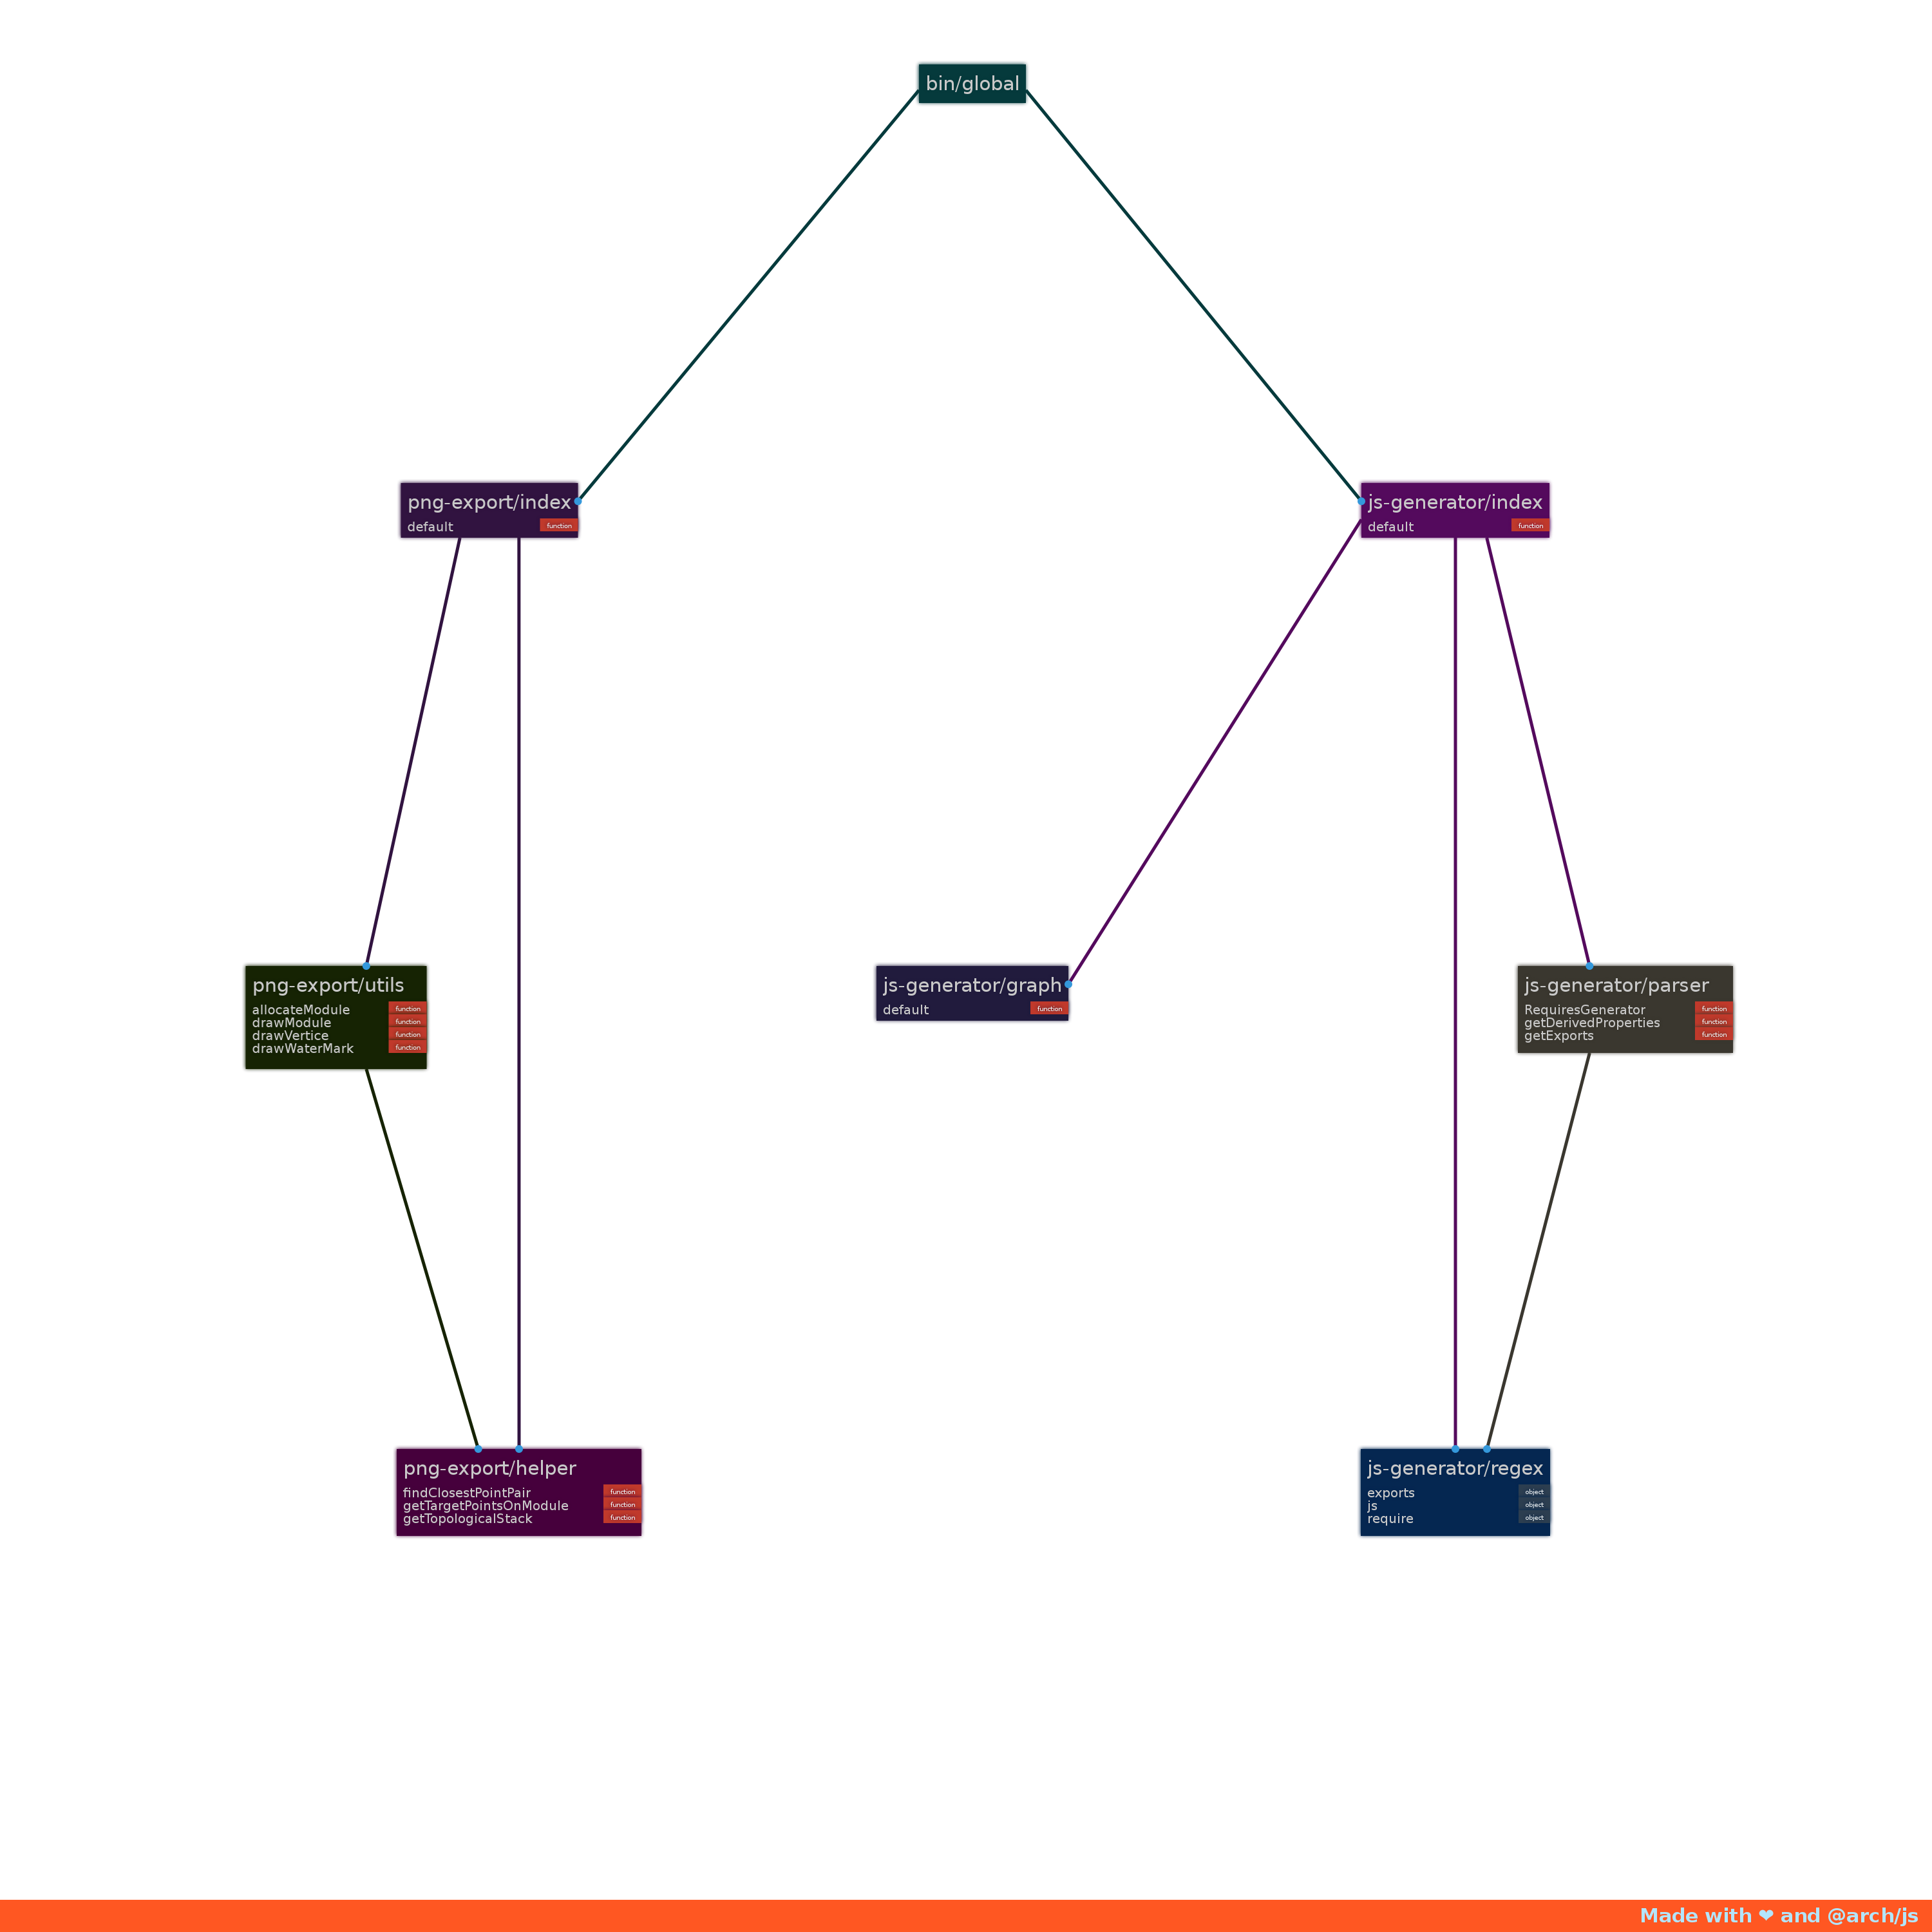 bin/global
png-export/index
default function
js-generator/index
default function
png-export/utils
allocateModule function
drawModule function
drawVertice function
drawWaterMark function
js-generator/graph
default function
js-generator/parser
RequiresGenerator function
getDerivedProperties function
getExports function
png-export/helper
findClosestPointPair function
getTargetPointsOnModule function
getTopologicalStack function
js-generator/regex
exports object
js object
require object
Made with ❤ and @arch/js